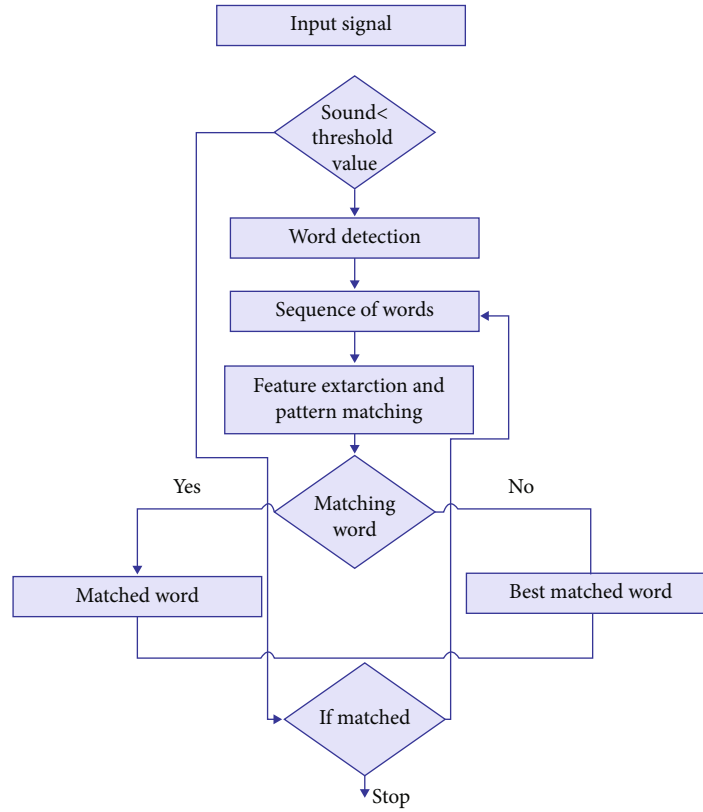 Input signal
Sound<
threshold
value
Word detection
Sequence of words
Feature extarction and
pattern matching
Yes
Matching
word
No
Matched word
Best matched word
If matched
Stop